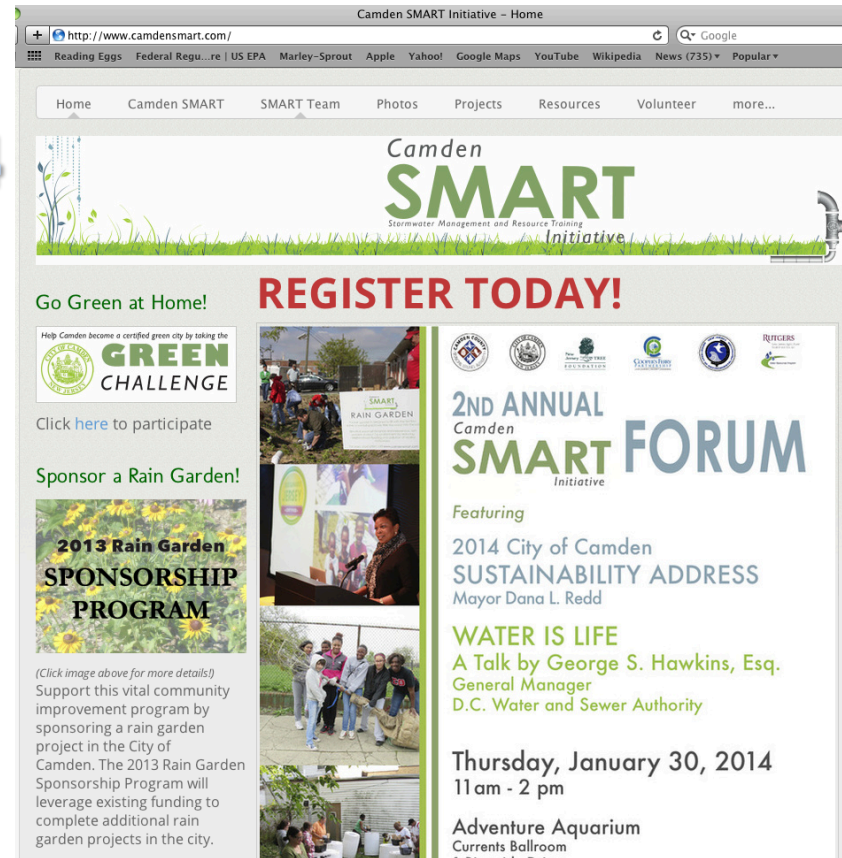 Camden SMART Initiative – Home
http://www.camdensmart.com/
Google
Reading Eggs Federal Regu...re | US EPA Marley-Sprout Apple Yahoo! Google Maps YouTube Wikipedia News (735) Popular
Home Camden SMART SMART Team Photos Projects Resources Volunteer more...
Camden
SMART
Stormwater Management and Resource Training
Initiative
Go Green at Home!
Help Camden become a certified green city by taking the
GREEN
CHALLENGE
Click here to participate
Sponsor a Rain Garden!
2013 Rain Garden
SPONSORSHIP
PROGRAM
(Click image above for more details!)
Support this vital community
improvement program by
sponsoring a rain garden
project in the City of
Camden. The 2013 Rain Garden
Sponsorship Program will
leverage existing funding to
complete additional rain
garden projects in the city.
REGISTER TODAY!
SMART
RAIN GARDEN
RUTGERS
2ND ANNUAL
Camden
SMART
Initiative
FORUM
Featuring
2014 City of Camden
SUSTAINABILITY ADDRESS
Mayor Dana L. Redd
WATER IS LIFE
A Talk by George S. Hawkins, Esq.
General Manager
D.C. Water and Sewer Authority
Thursday, January 30, 2014
11am - 2 pm
Adventure Aquarium
Currents Ballroom